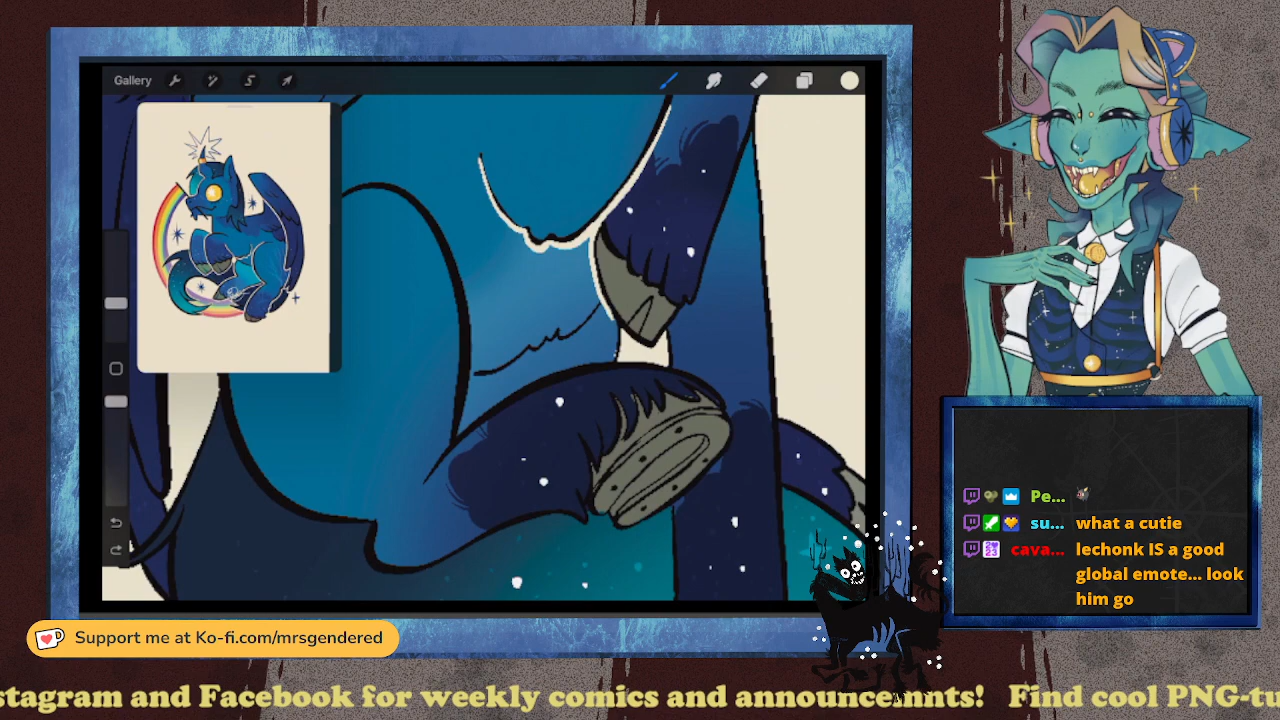 Gallery
Pe...
su... what a cutie
cava... lechonk IS a good
global emote... look
him go
Support me at Ko-fi.com/mrsgendered
stagram and Facebook for weekly comics and announcemnts! Find cool PNG-tu